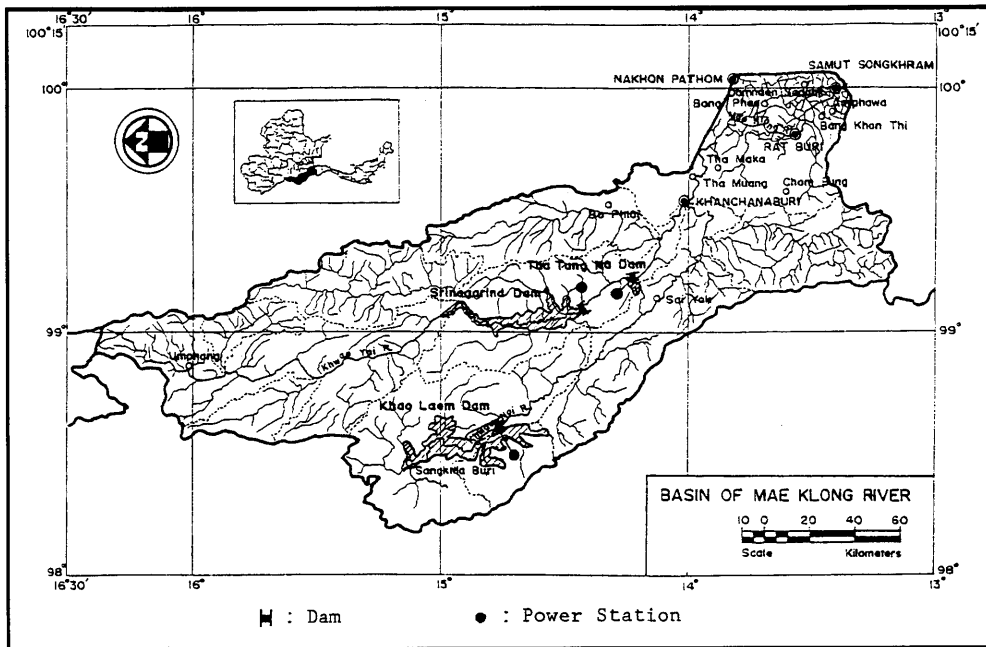 16°30′ 15° 14° 13°
100°15′ 100°15′
SAMUT SONGKHRAM
NAKHON PATHOM
100° 100°
Bang Phae
Amphawa
Bang Khan Thi
N
RAT BURI
Tha Maka
Tha Muang
Chom Bung
KHANCHANABURI
Bo Ploi
Tha Tung Na Dam
Srinagarind Dam
Sai Yok
99° 99°
Umphang
Khwae Yai R.
Khao Laem Dam
Noi R.
Sangkhla Buri
BASIN OF MAE KLONG RIVER
10 0 20 40 60
Scale Kilometers
98° 98°
16°30′ 16° 15° 14° 13°
: Dam
: Power Station